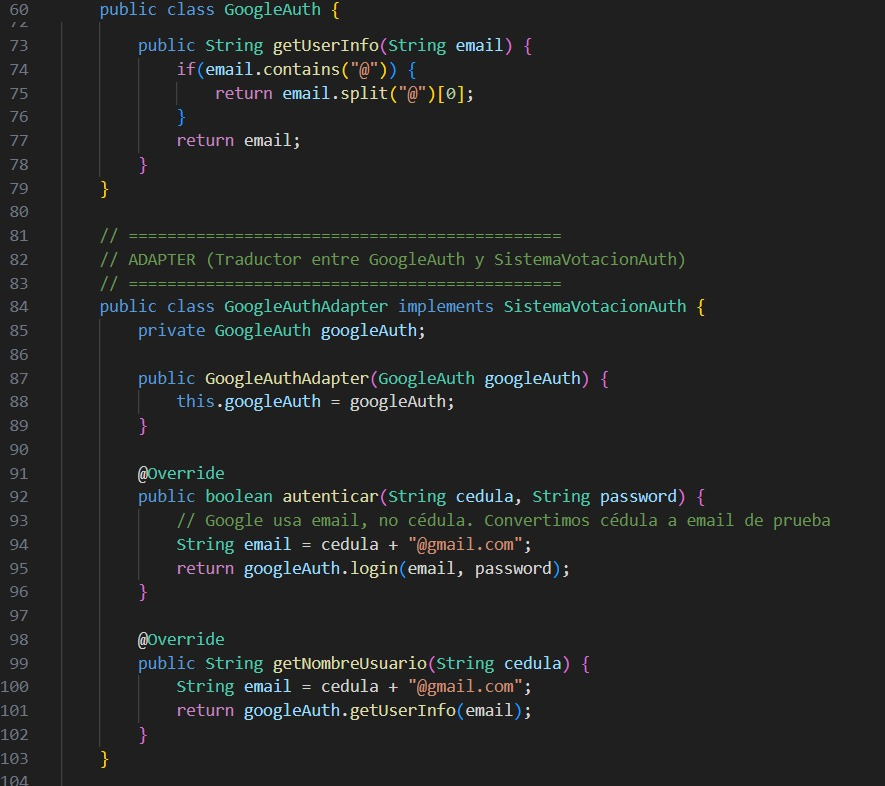 60 public class GoogleAuth {
72
73 public String getUserInfo(String email) {
74 if(email.contains("@")) {
75 return email.split("@")[0];
76 }
77 return email;
78 }
79 }
80
81 // =============================================
82 // ADAPTER (Traductor entre GoogleAuth y SistemaVotacionAuth)
83 // =============================================
84 public class GoogleAuthAdapter implements SistemaVotacionAuth {
85 private GoogleAuth googleAuth;
86
87 public GoogleAuthAdapter(GoogleAuth googleAuth) {
88 this.googleAuth = googleAuth;
89 }
90
91 @Override
92 public boolean autenticar(String cedula, String password) {
93 // Google usa email, no cédula. Convertimos cédula a email de prueba
94 String email = cedula + "@gmail.com";
95 return googleAuth.login(email, password);
96 }
97
98 @Override
99 public String getNombreUsuario(String cedula) {
100 String email = cedula + "@gmail.com";
101 return googleAuth.getUserInfo(email);
102 }
103 }
104